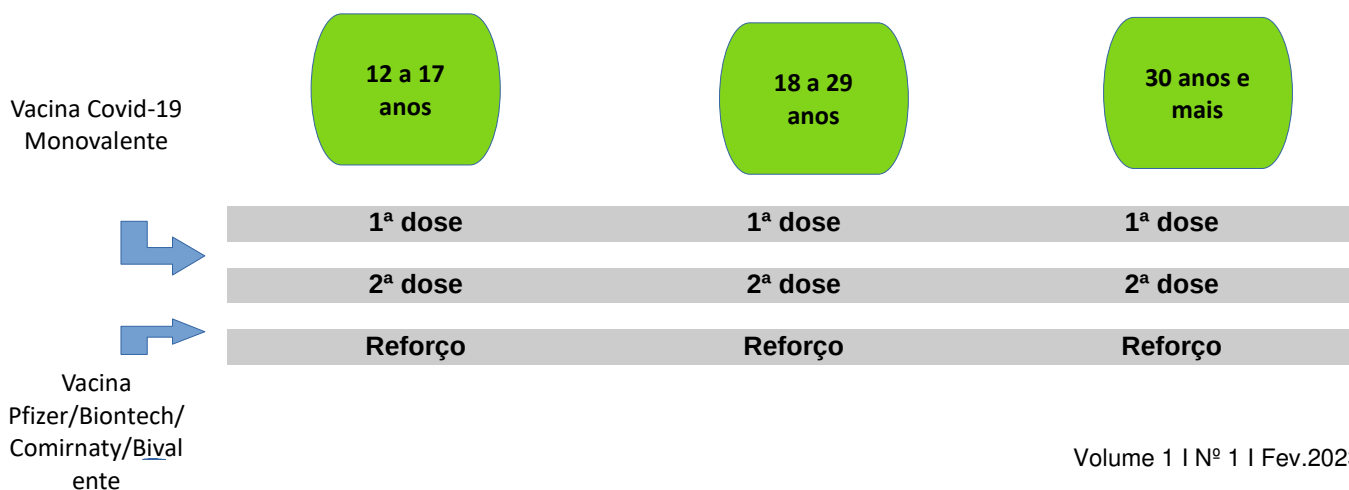 12 a 17
anos
18 a 29
anos
30 anos e
mais
Vacina Covid-19
Monovalente
1ª dose 1ª dose 1ª dose
2ª dose 2ª dose 2ª dose
Reforço Reforço Reforço
Vacina
Pfizer/Biontech/
Comirnaty/Bival
ente
Volume 1 I Nº 1 I Fev.202